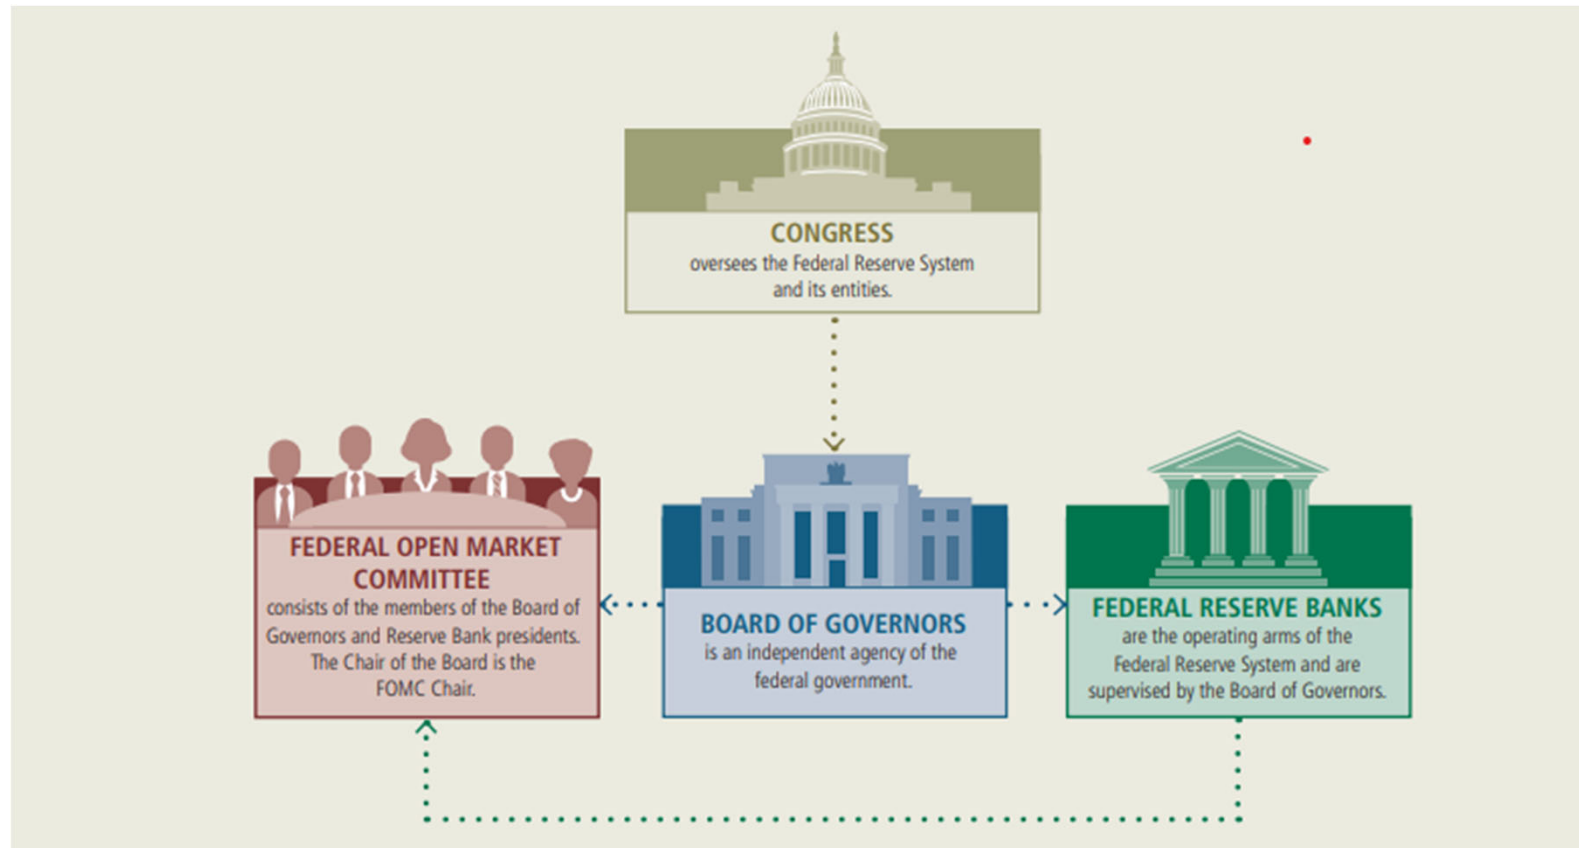 CONGRESS
oversees the Federal Reserve System
and its entities.
FEDERAL OPEN MARKET
COMMITTEE
consists of the members of the Board of
Governors and Reserve Bank presidents.
The Chair of the Board is the
FOMC Chair.
BOARD OF GOVERNORS
is an independent agency of the
federal government.
FEDERAL RESERVE BANKS
are the operating arms of the
Federal Reserve System and are
supervised by the Board of Governors.